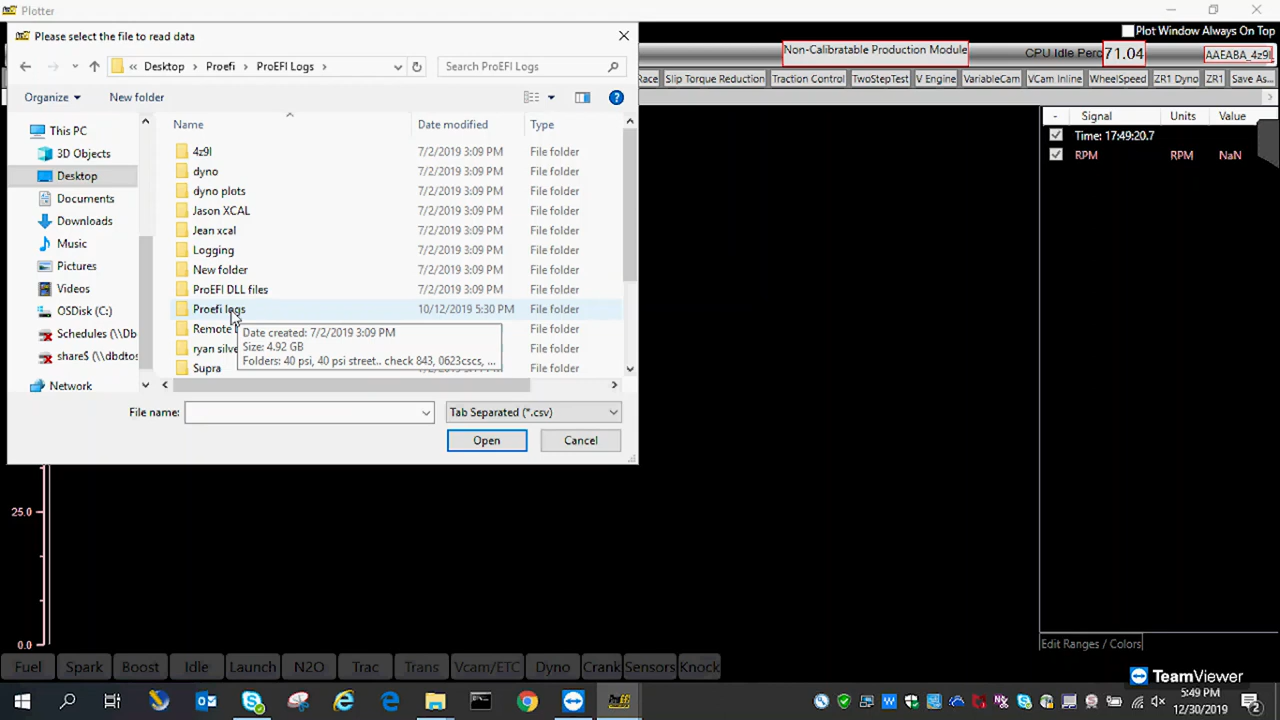 Plotter
Please select the file to read data
Plot Window Always On Top
Non-Calibratable Production Module
CPU Idle Perc
71.04
AAEABA_4z9l
« Desktop > Proefi > ProEFI Logs >
Search ProEFI Logs
Race
Slip Torque Reduction
Traction Control
TwoStepTest
V Engine
VariableCam
VCam Inline
WheelSpeed
ZR1 Dyno
ZR1
Save As...
Organize
New folder
Name
Date modified
Type
- Signal Units Value
This PC
3D Objects
Desktop
Documents
Downloads
Music
Pictures
Videos
OSDisk (C:)
Schedules (\\Db
share$ (\\dbdtos
Network
4z9l 7/2/2019 3:09 PM File folder
dyno 7/2/2019 3:09 PM File folder
dyno plots 7/2/2019 3:09 PM File folder
Jason XCAL 7/2/2019 3:09 PM File folder
Jean xcal 7/2/2019 3:09 PM File folder
Logging 7/2/2019 3:09 PM File folder
New folder 7/2/2019 3:09 PM File folder
ProEFI DLL files 7/2/2019 3:09 PM File folder
Proefi logs 10/12/2019 5:30 PM File folder
Remote File folder
ryan silve File folder
Supra File folder
Date created: 7/2/2019 3:09 PM
Size: 4.92 GB
Folders: 40 psi, 40 psi street.. check 843, 0623cscs, ...
Time: 17:49:20.7
RPM RPM NaN
File name:
Tab Separated (*.csv)
Open
Cancel
25.0
0.0
Edit Ranges / Colors
Fuel
Spark
Boost
Idle
Launch
N2O
Trac
Trans
Vcam/ETC
Dyno
Crank
Sensors
Knock
TeamViewer
5:49 PM
12/30/2019
2